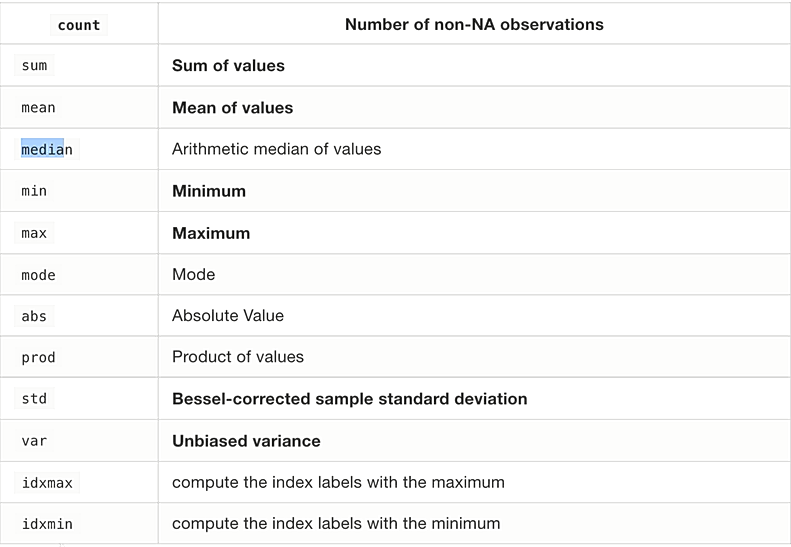 count Number of non-NA observations
sum Sum of values
mean Mean of values
median Arithmetic median of values
min Minimum
max Maximum
mode Mode
abs Absolute Value
prod Product of values
std Bessel-corrected sample standard deviation
var Unbiased variance
idxmax compute the index labels with the maximum
idxmin compute the index labels with the minimum